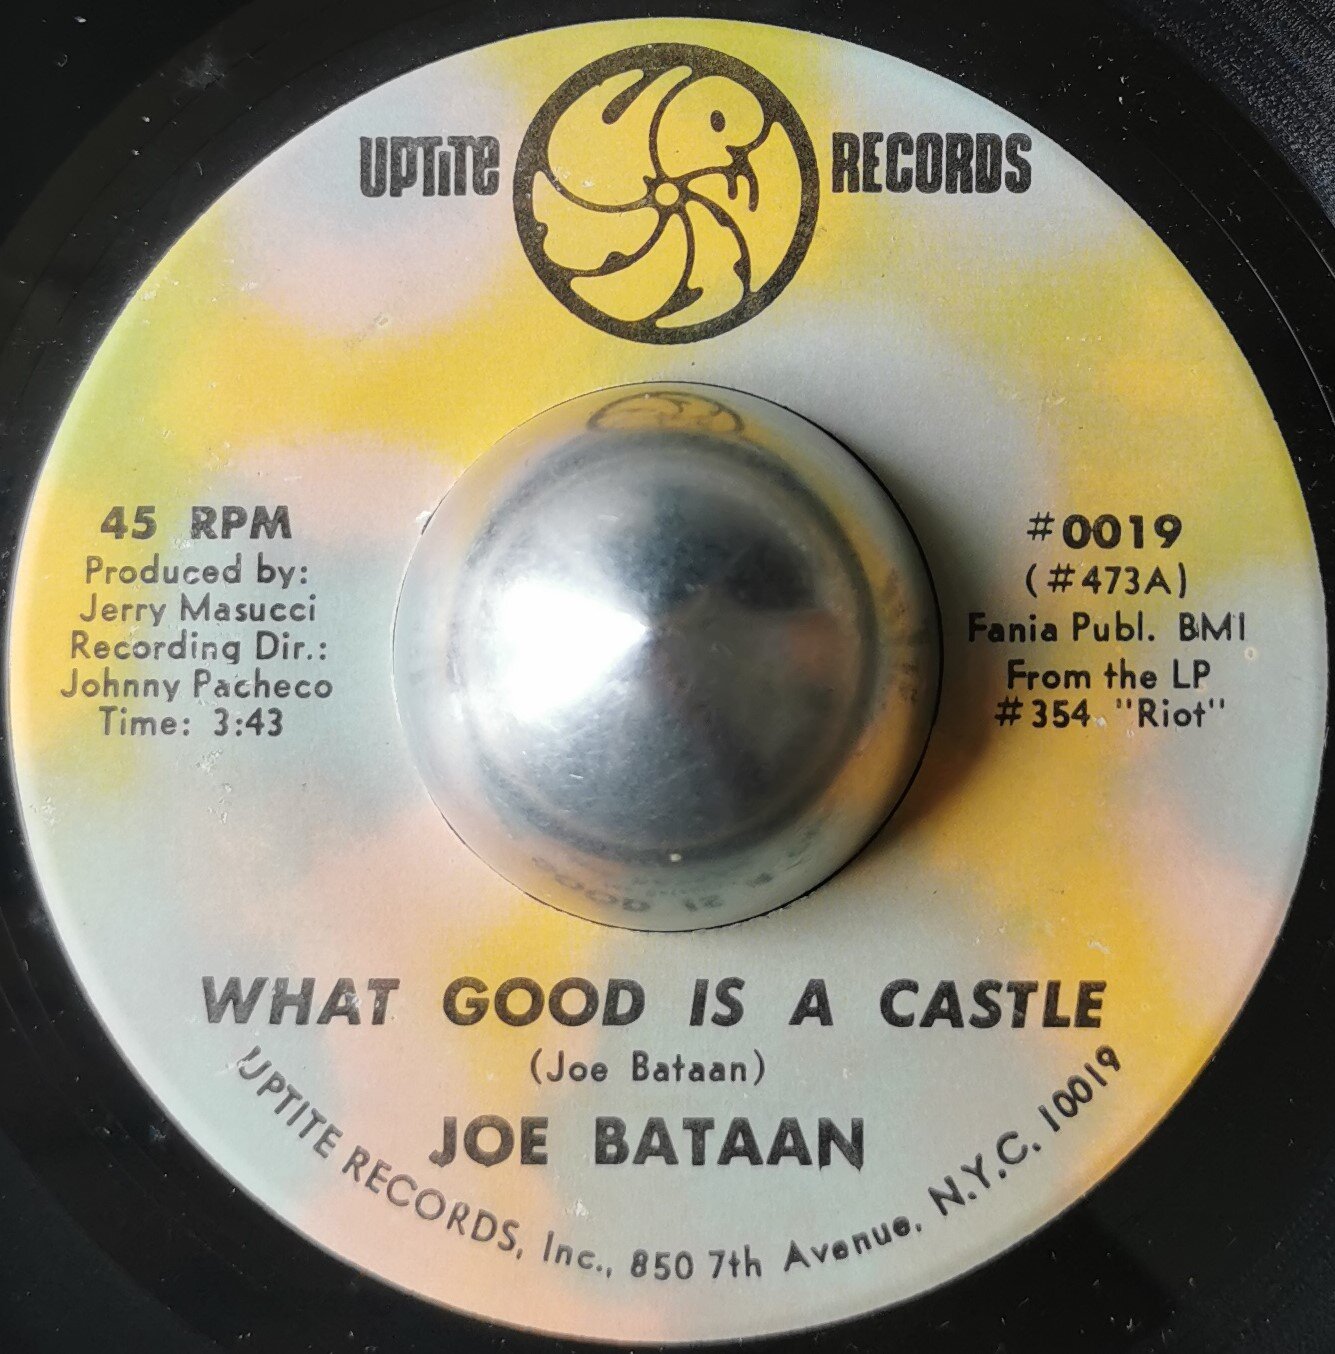 UPTITE RECORDS
45 RPM
Produced by:
Jerry Masucci
Recording Dir.:
Johnny Pacheco
Time: 3:43
#0019
(#473A)
Fania Publ. BMI
From the LP
#354 "Riot"
WHAT GOOD IS A CASTLE
(Joe Bataan)
JOE BATAAN
UPTITE RECORDS, Inc., 850 7th Avenue, N.Y.C. 10019